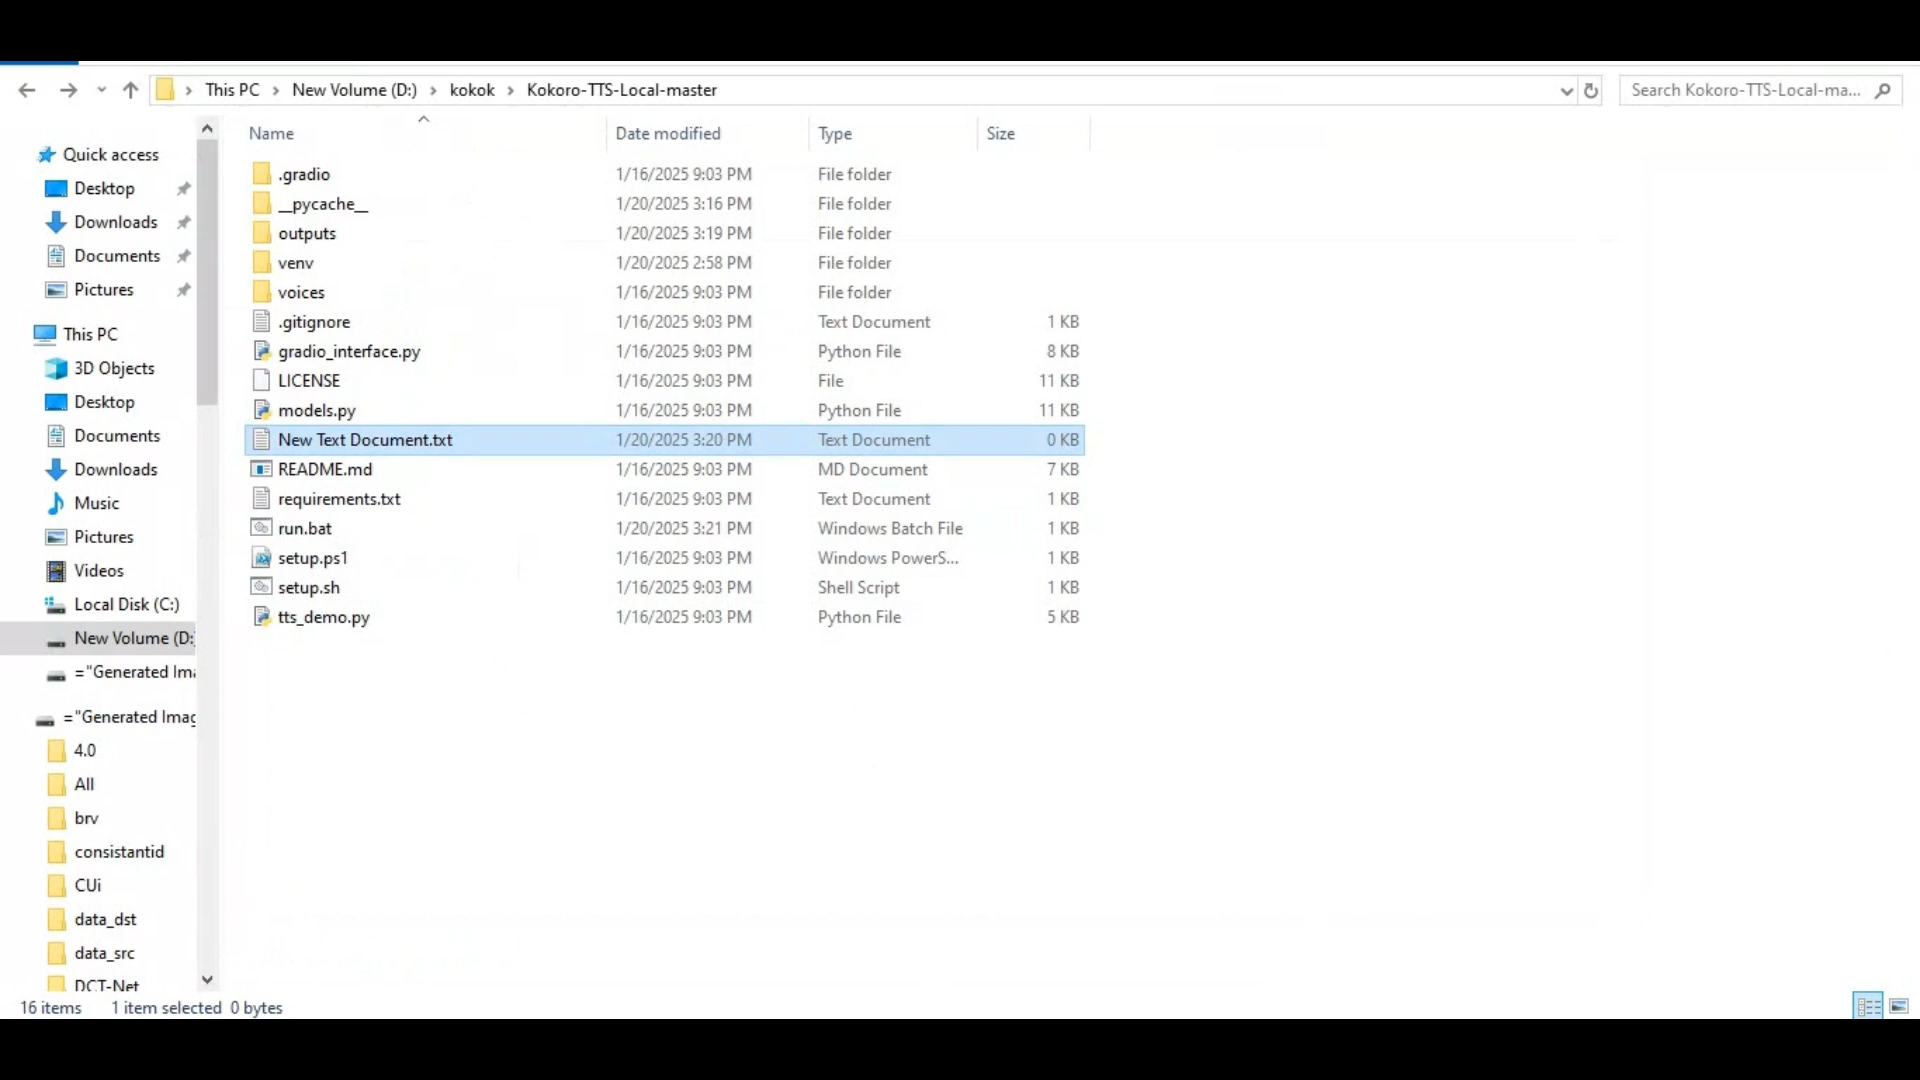 This PC > New Volume (D:) > kokok > Kokoro-TTS-Local-master
Search Kokoro-TTS-Local-ma...
Quick access
Desktop
Downloads
Documents
Pictures
This PC
3D Objects
Desktop
Documents
Downloads
Music
Pictures
Videos
Local Disk (C:)
New Volume (D:)
="Generated Ima
="Generated Imag
4.0
All
brv
consistantid
CUi
data_dst
data_src
DCT-Net
Name Date modified Type Size
.gradio 1/16/2025 9:03 PM File folder
__pycache__ 1/20/2025 3:16 PM File folder
outputs 1/20/2025 3:19 PM File folder
venv 1/20/2025 2:58 PM File folder
voices 1/16/2025 9:03 PM File folder
.gitignore 1/16/2025 9:03 PM Text Document 1 KB
gradio_interface.py 1/16/2025 9:03 PM Python File 8 KB
LICENSE 1/16/2025 9:03 PM File 11 KB
models.py 1/16/2025 9:03 PM Python File 11 KB
New Text Document.txt 1/20/2025 3:20 PM Text Document 0 KB
README.md 1/16/2025 9:03 PM MD Document 7 KB
requirements.txt 1/16/2025 9:03 PM Text Document 1 KB
run.bat 1/20/2025 3:21 PM Windows Batch File 1 KB
setup.ps1 1/16/2025 9:03 PM Windows PowerS... 1 KB
setup.sh 1/16/2025 9:03 PM Shell Script 1 KB
tts_demo.py 1/16/2025 9:03 PM Python File 5 KB
16 items 1 item selected 0 bytes